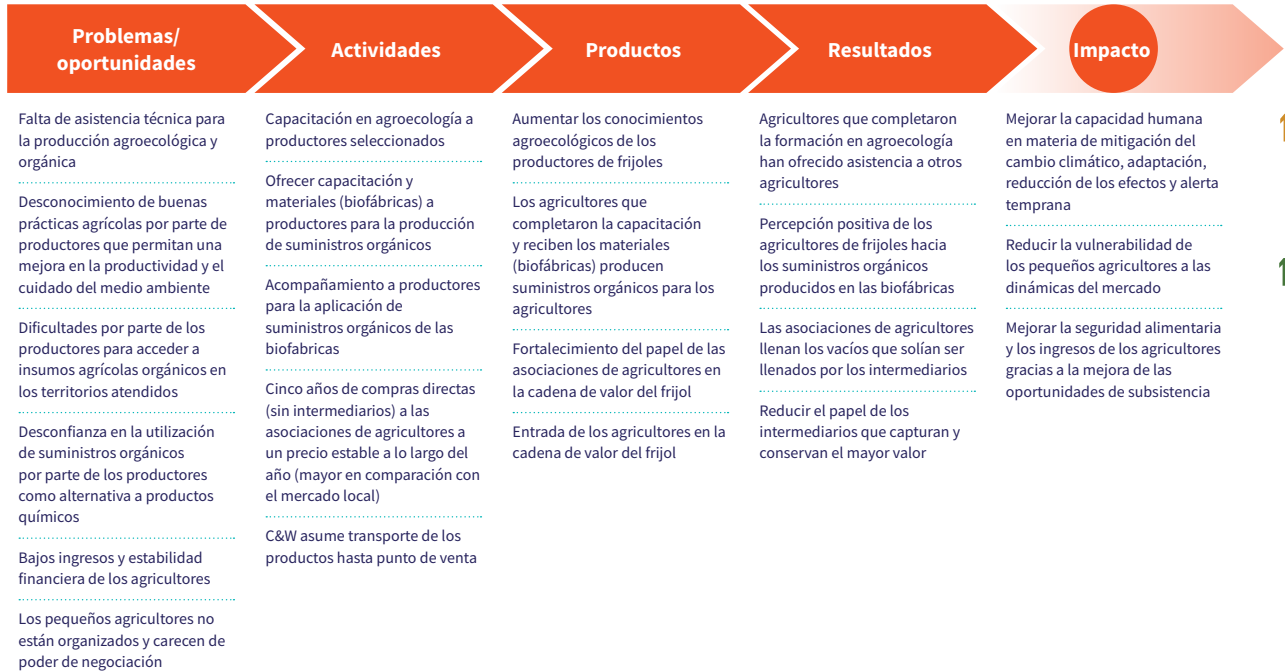 Problemas/
oportunidades
Actividades
Productos
Resultados
Impacto
Falta de asistencia técnica para
la producción agroecológica y
orgánica
Desconocimiento de buenas
prácticas agrícolas por parte de
productores que permitan una
mejora en la productividad y el
cuidado del medio ambiente
Dificultades por parte de los
productores para acceder a
insumos agrícolas orgánicos en
los territorios atendidos
Desconfianza en la utilización
de suministros orgánicos
por parte de los productores
como alternativa a productos
químicos
Bajos ingresos y estabilidad
financiera de los agricultores
Los pequeños agricultores no
están organizados y carecen de
poder de negociación
Capacitación en agroecología a
productores seleccionados
Ofrecer capacitación y
materiales (biofábricas) a
productores para la producción
de suministros orgánicos
Acompañamiento a productores
para la aplicación de
suministros orgánicos de las
biofabricas
Cinco años de compras directas
(sin intermediarios) a las
asociaciones de agricultores a
un precio estable a lo largo del
año (mayor en comparación con
el mercado local)
C&W asume transporte de los
productos hasta punto de venta
Aumentar los conocimientos
agroecológicos de los
productores de frijoles
Los agricultores que
completaron la capacitación
y reciben los materiales
(biofábricas) producen
suministros orgánicos para los
agricultores
Fortalecimiento del papel de las
asociaciones de agricultores en
la cadena de valor del frijol
Entrada de los agricultores en la
cadena de valor del frijol
Agricultores que completaron
la formación en agroecología
han ofrecido asistencia a otros
agricultores
Percepción positiva de los
agricultores de frijoles hacia
los suministros orgánicos
producidos en las biofábricas
Las asociaciones de agricultores
llenan los vacíos que solían ser
llenados por los intermediarios
Reducir el papel de los
intermediarios que capturan y
conservan el mayor valor
Mejorar la capacidad humana
en materia de mitigación del
cambio climático, adaptación,
reducción de los efectos y alerta
temprana
Reducir la vulnerabilidad de
los pequeños agricultores a las
dinámicas del mercado
Mejorar la seguridad alimentaria
y los ingresos de los agricultores
gracias a la mejora de las
oportunidades de subsistencia